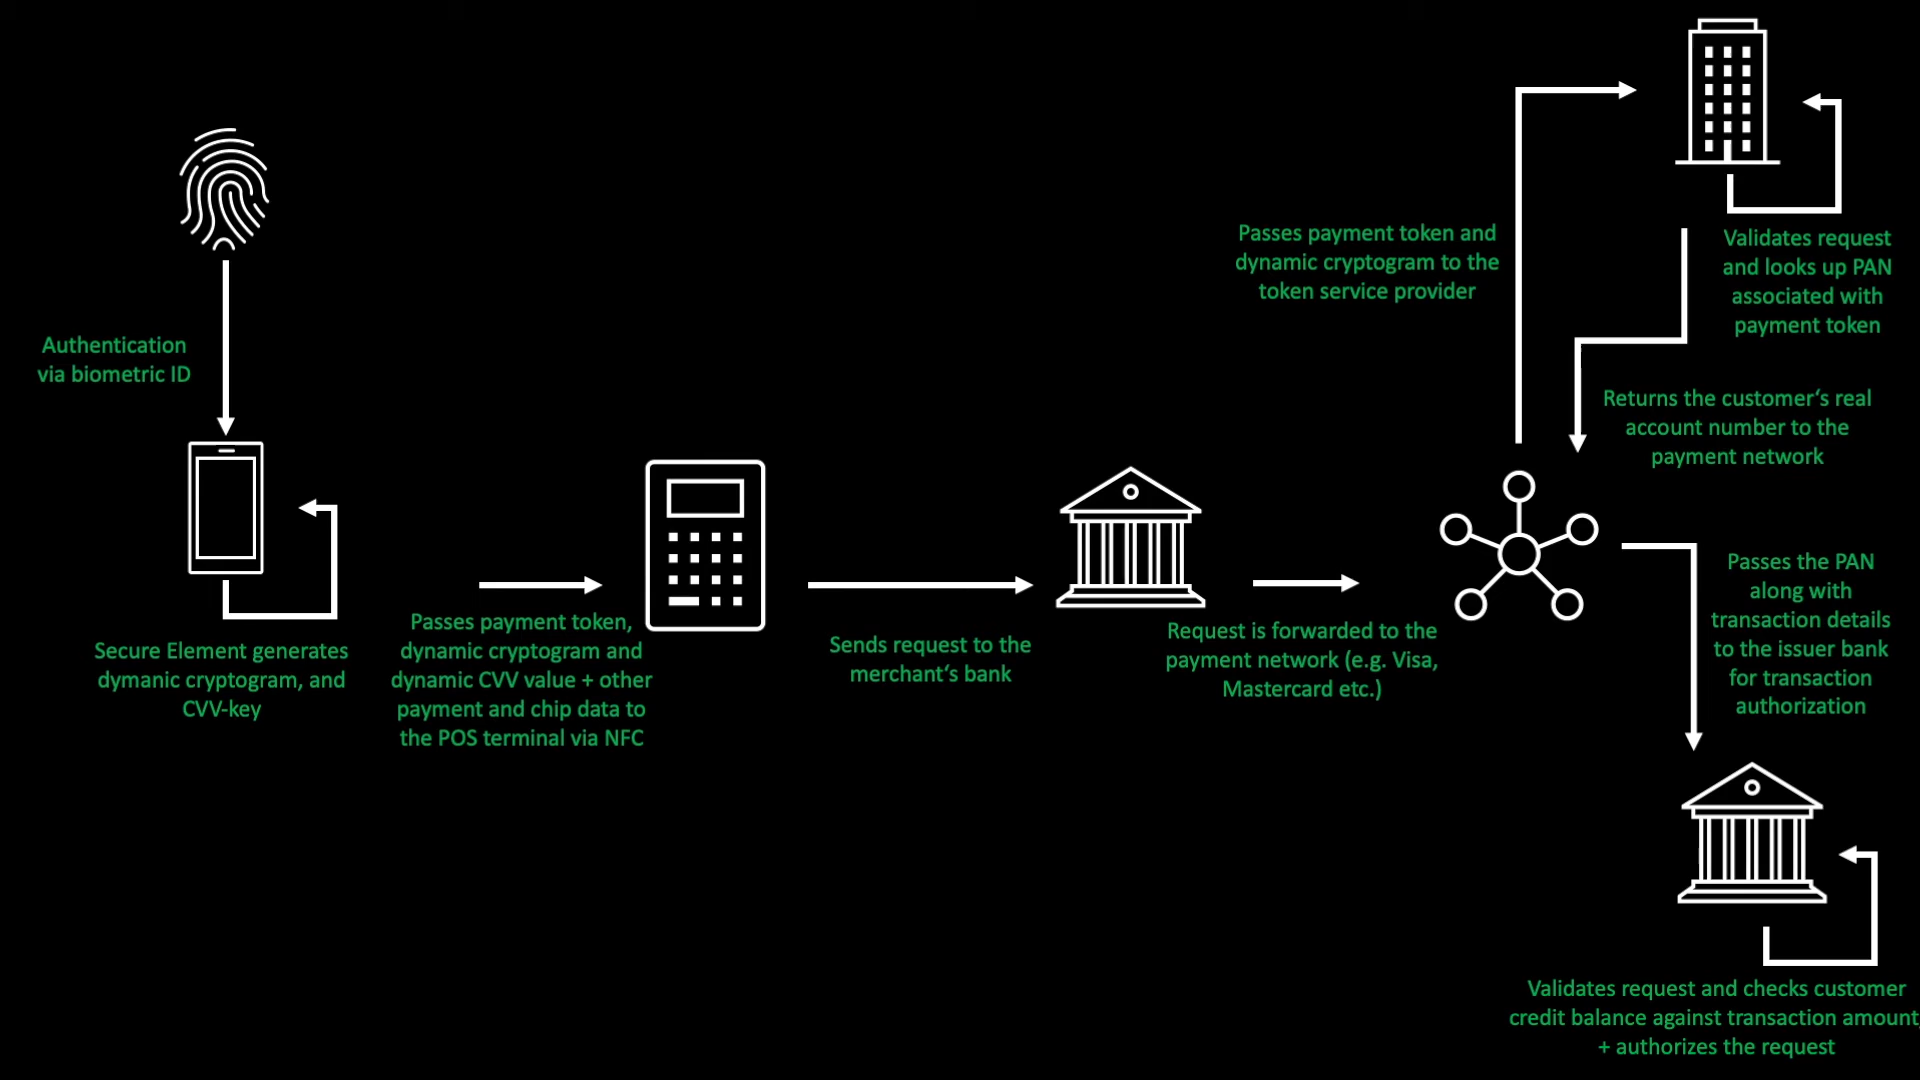 Authentication
via biometric ID
Secure Element generates
dymanic cryptogram, and
CVV-key
Passes payment token,
dynamic cryptogram and
dynamic CVV value + other
payment and chip data to
the POS terminal via NFC
Sends request to the
merchant‘s bank
Request is forwarded to the
payment network (e.g. Visa,
Mastercard etc.)
Passes payment token and
dynamic cryptogram to the
token service provider
Validates request
and looks up PAN
associated with
payment token
Returns the customer‘s real
account number to the
payment network
Passes the PAN
along with
transaction details
to the issuer bank
for transaction
authorization
Validates request and checks customer
credit balance against transaction amount,
+ authorizes the request